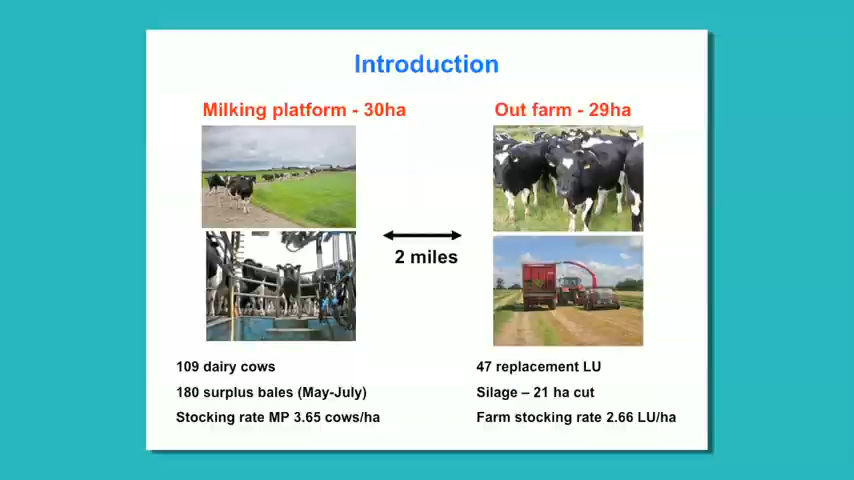 Introduction
Milking platform - 30ha
Out farm - 29ha
2 miles
109 dairy cows
180 surplus bales (May-July)
Stocking rate MP 3.65 cows/ha
47 replacement LU
Silage – 21 ha cut
Farm stocking rate 2.66 LU/ha